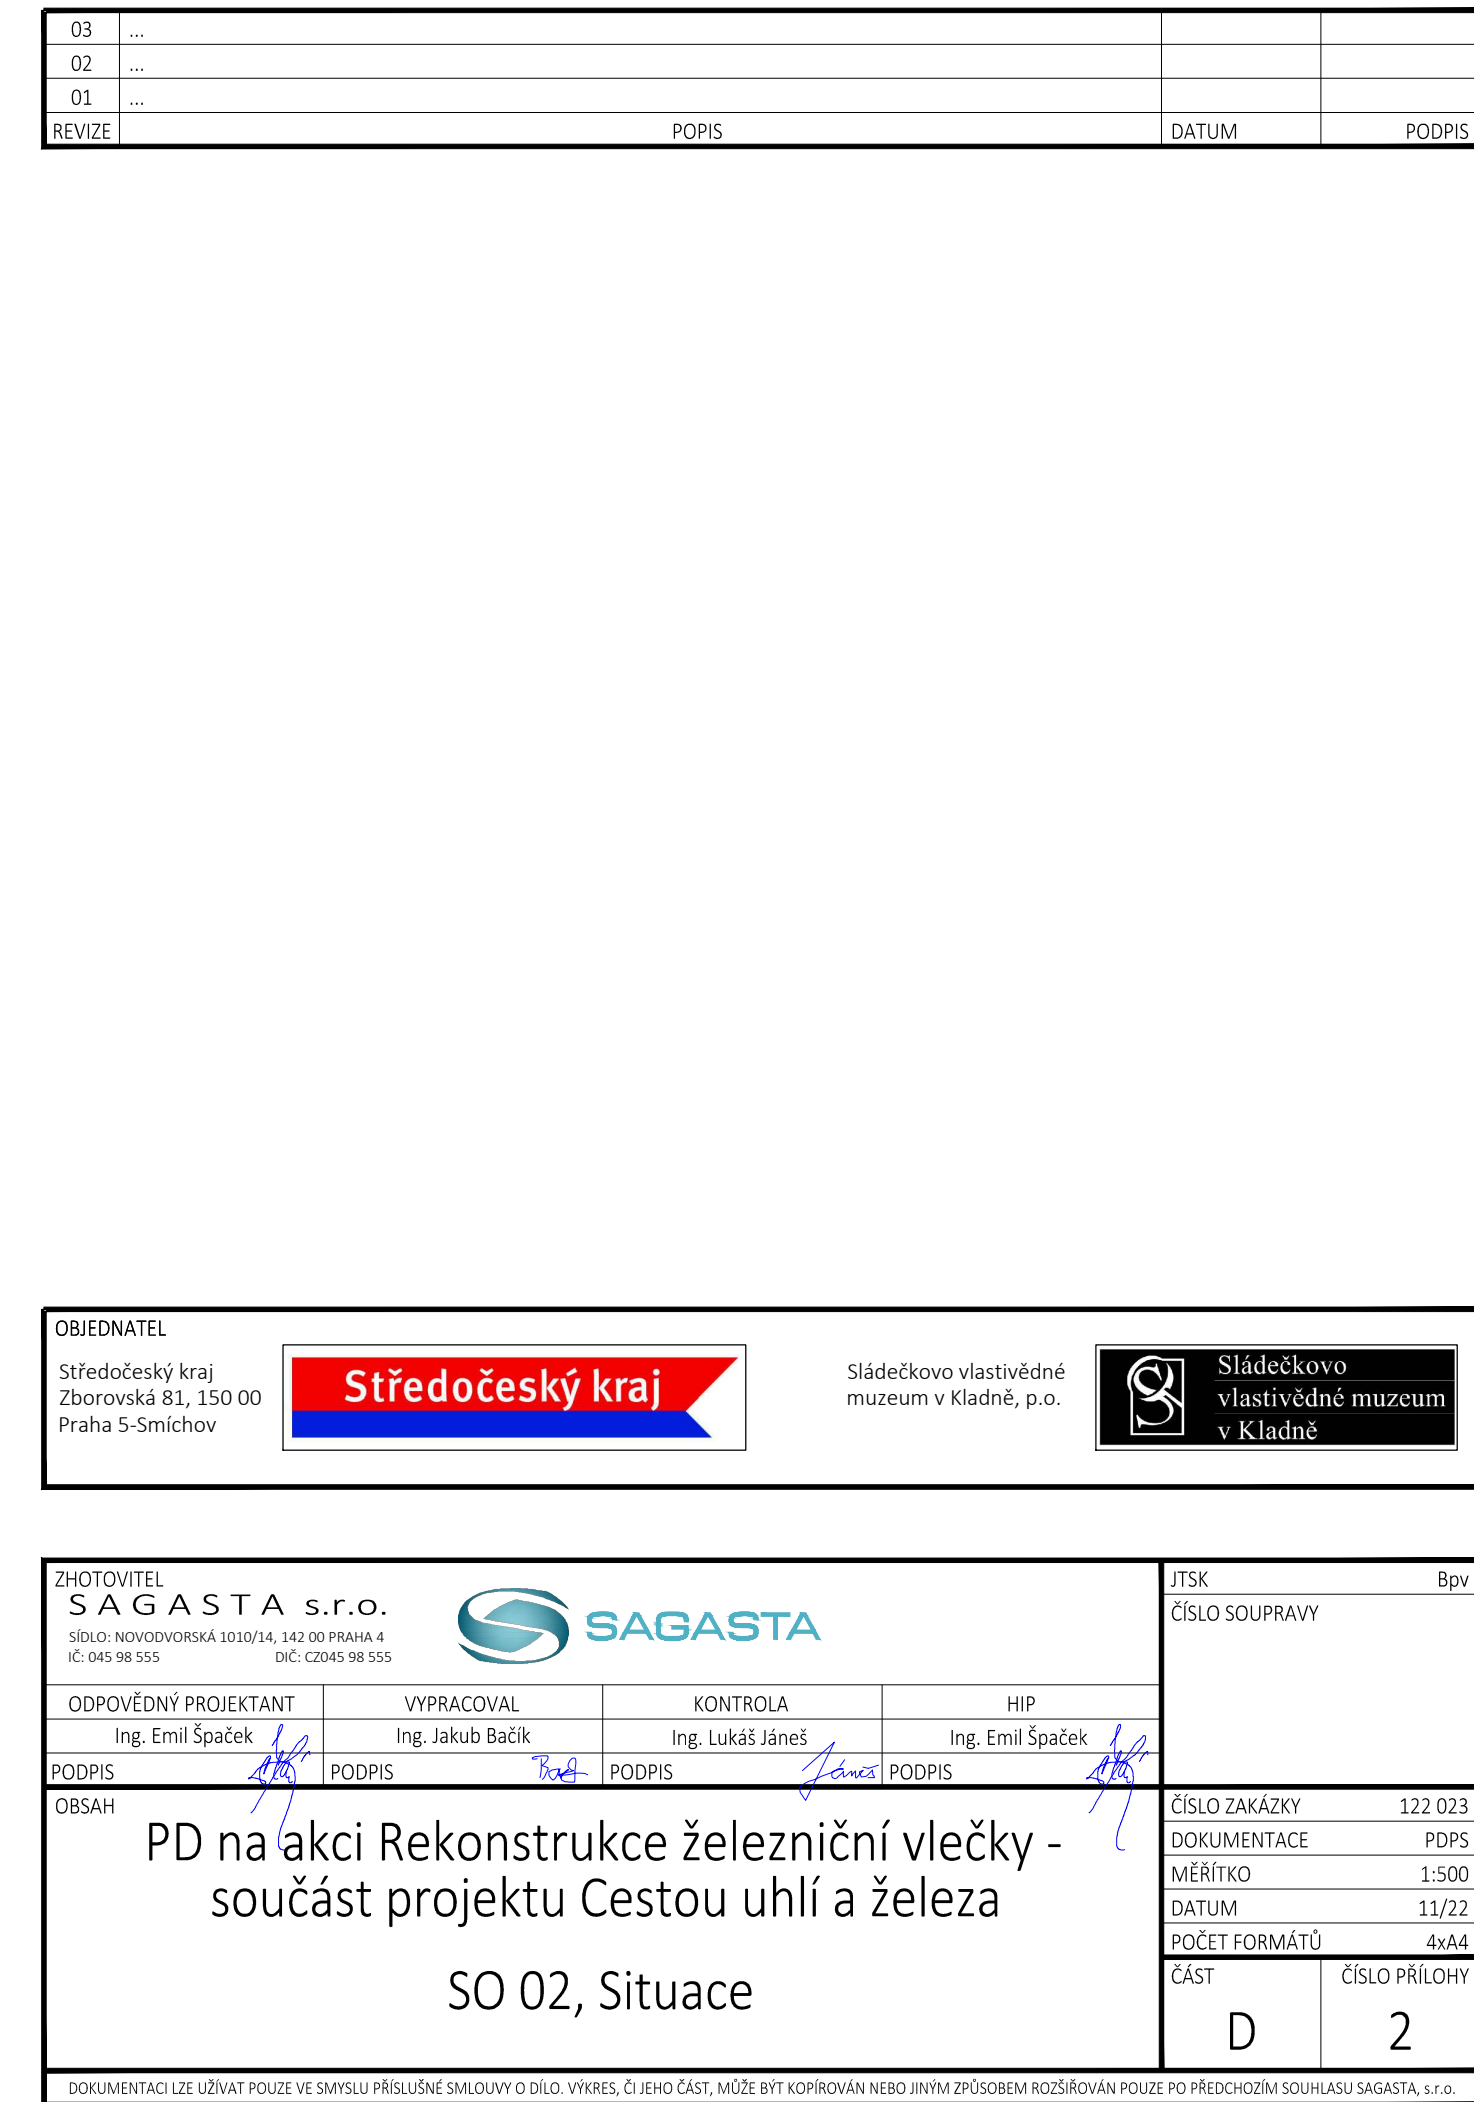 03 ...
02 ...
01 ...
REVIZE POPIS DATUM PODPIS
OBJEDNATEL
Středočeský kraj
Zborovská 81, 150 00
Praha 5-Smíchov
Středočeský kraj
Sládečkovo vlastivědné
muzeum v Kladně, p.o.
Sládečkovo
vlastivědné muzeum
v Kladně
ZHOTOVITEL
SAGASTA s.r.o.
SÍDLO: NOVODVORSKÁ 1010/14, 142 00 PRAHA 4
IČ: 045 98 555 DIČ: CZ045 98 555
SAGASTA
JTSK Bpv
ČÍSLO SOUPRAVY
ODPOVĚDNÝ PROJEKTANT VYPRACOVAL KONTROLA HIP
Ing. Emil Špaček Ing. Jakub Bačík Ing. Lukáš Jáneš Ing. Emil Špaček
PODPIS PODPIS PODPIS Jáneš PODPIS
OBSAH
PD na akci Rekonstrukce železniční vlečky -
součást projektu Cestou uhlí a železa
SO 02, Situace
ČÍSLO ZAKÁZKY 122 023
DOKUMENTACE PDPS
MĚŘÍTKO 1:500
DATUM 11/22
POČET FORMÁTŮ 4xA4
ČÁST ČÍSLO PŘÍLOHY
D 2
DOKUMENTACI LZE UŽÍVAT POUZE VE SMYSLU PŘÍSLUŠNÉ SMLOUVY O DÍLO. VÝKRES, ČI JEHO ČÁST, MŮŽE BÝT KOPÍROVÁN NEBO JINÝM ZPŮSOBEM ROZŠIŘOVÁN POUZE PO PŘEDCHOZÍM SOUHLASU SAGASTA, s.r.o.